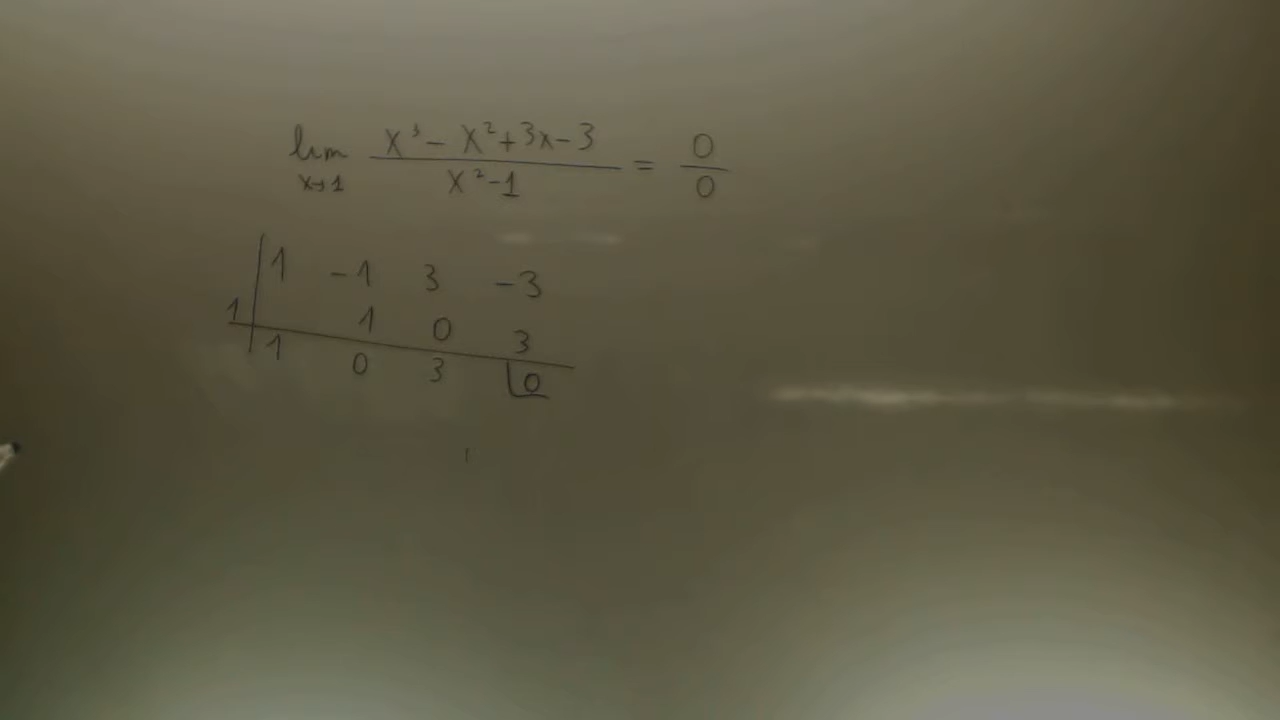 lim x→1 (x³ - x² + 3x - 3)/(x² - 1) = 0/0
1 -1 3 -3
1 1 0 3
1 0 3 0